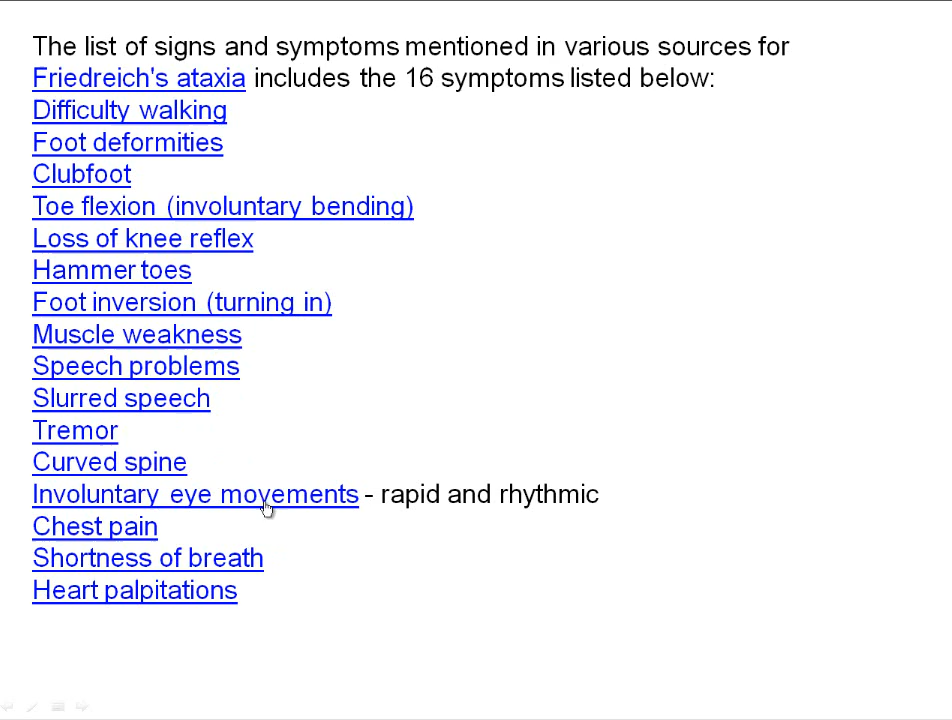 The list of signs and symptoms mentioned in various sources for
Friedreich's ataxia includes the 16 symptoms listed below:
Difficulty walking
Foot deformities
Clubfoot
Toe flexion (involuntary bending)
Loss of knee reflex
Hammer toes
Foot inversion (turning in)
Muscle weakness
Speech problems
Slurred speech
Tremor
Curved spine
Involuntary eye movements - rapid and rhythmic
Chest pain
Shortness of breath
Heart palpitations